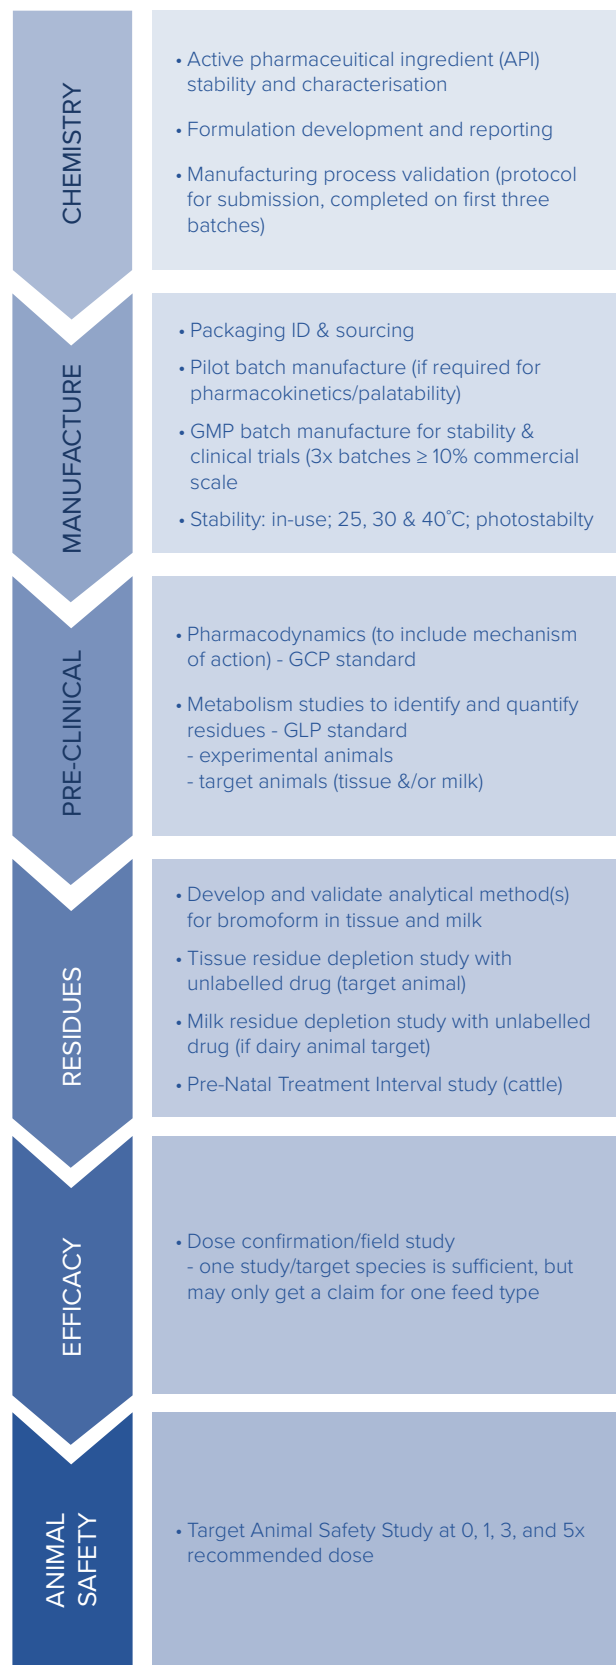 CHEMISTRY
• Active pharmaceuitical ingredient (API)
stability and characterisation
• Formulation development and reporting
• Manufacturing process validation (protocol
for submission, completed on first three
batches)
MANUFACTURE
• Packaging ID & sourcing
• Pilot batch manufacture (if required for
pharmacokinetics/palatability)
• GMP batch manufacture for stability &
clinical trials (3x batches ≥ 10% commercial
scale
• Stability: in-use; 25, 30 & 40˚C; photostabilty
PRE-CLINICAL
• Pharmacodynamics (to include mechanism
of action) - GCP standard
• Metabolism studies to identify and quantify
residues - GLP standard
- experimental animals
- target animals (tissue &/or milk)
RESIDUES
• Develop and validate analytical method(s)
for bromoform in tissue and milk
• Tissue residue depletion study with
unlabelled drug (target animal)
• Milk residue depletion study with unlabelled
drug (if dairy animal target)
• Pre-Natal Treatment Interval study (cattle)
EFFICACY
• Dose confirmation/field study
- one study/target species is sufficient, but
may only get a claim for one feed type
ANIMAL
SAFETY
• Target Animal Safety Study at 0, 1, 3, and 5x
recommended dose